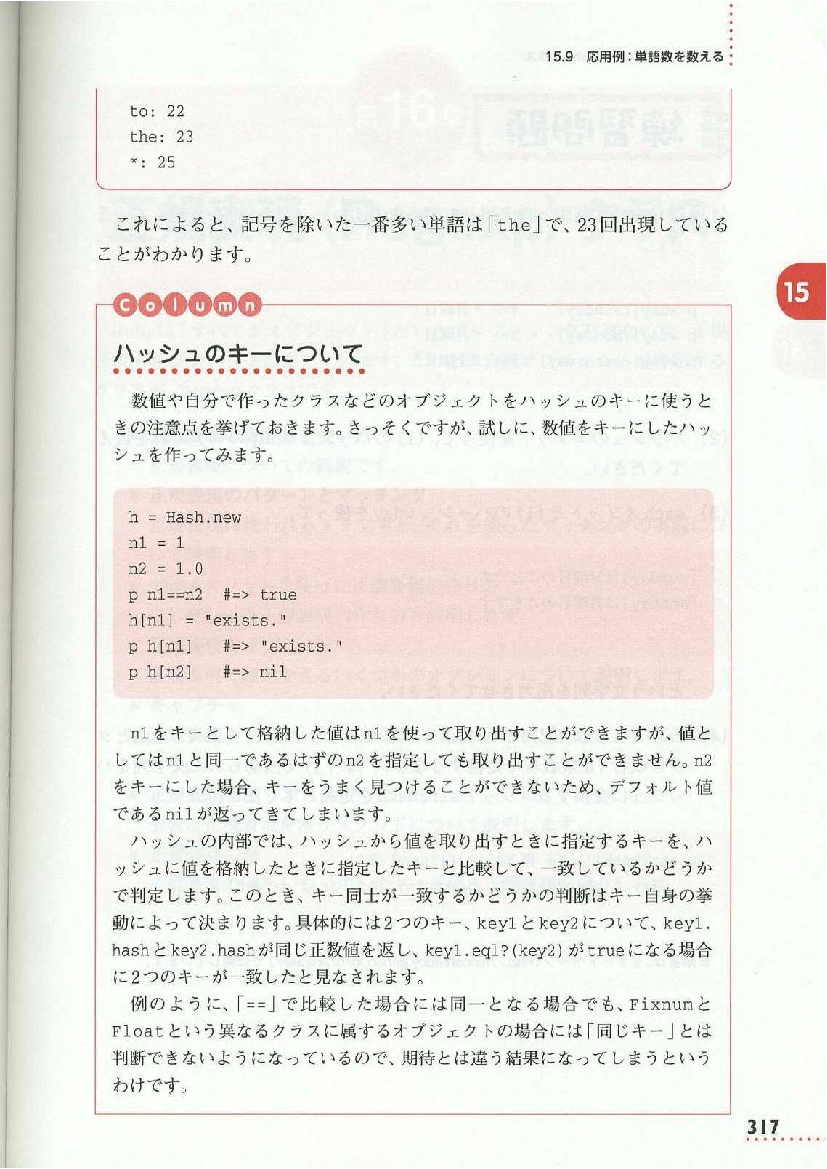 15.9 応用例：単語数を数える
to: 22
the: 23
*: 25
これによると、記号を除いた一番多い単語は「the」で、23回出現している
ことがわかります。
15
Column
ハッシュのキーについて
数値や自分で作ったクラスなどのオブジェクトをハッシュのキーに使うと
きの注意点を挙げておきます。さっそくですが、試しに、数値をキーにしたハッ
シュを作ってみます。
h = Hash.new
n1 = 1
n2 = 1.0
p n1==n2 #=> true
h[n1] = "exists."
p h[n1] #=> "exists."
p h[n2] #=> nil
n1をキーとして格納した値はn1を使って取り出すことができますが、値と
してはn1と同一であるはずのn2を指定しても取り出すことができません。n2
をキーにした場合、キーをうまく見つけることができないため、デフォルト値
であるnilが返ってきてしまいます。
ハッシュの内部では、ハッシュから値を取り出すときに指定するキーを、ハ
ッシュに値を格納したときに指定したキーと比較して、一致しているかどうか
で判定します。このとき、キー同士が一致するかどうかの判断はキー自身の挙
動によって決まります。具体的には2つのキー、key1とkey2について、key1.
hashとkey2.hashが同じ正数値を返し、key1.eql?(key2)がtrueになる場合
に2つのキーが一致したと見なされます。
例のように、「==」で比較した場合には同一となる場合でも、Fixnumと
Floatという異なるクラスに属するオブジェクトの場合には「同じキー」とは
判断できないようになっているので、期待とは違う結果になってしまうという
わけです。
317